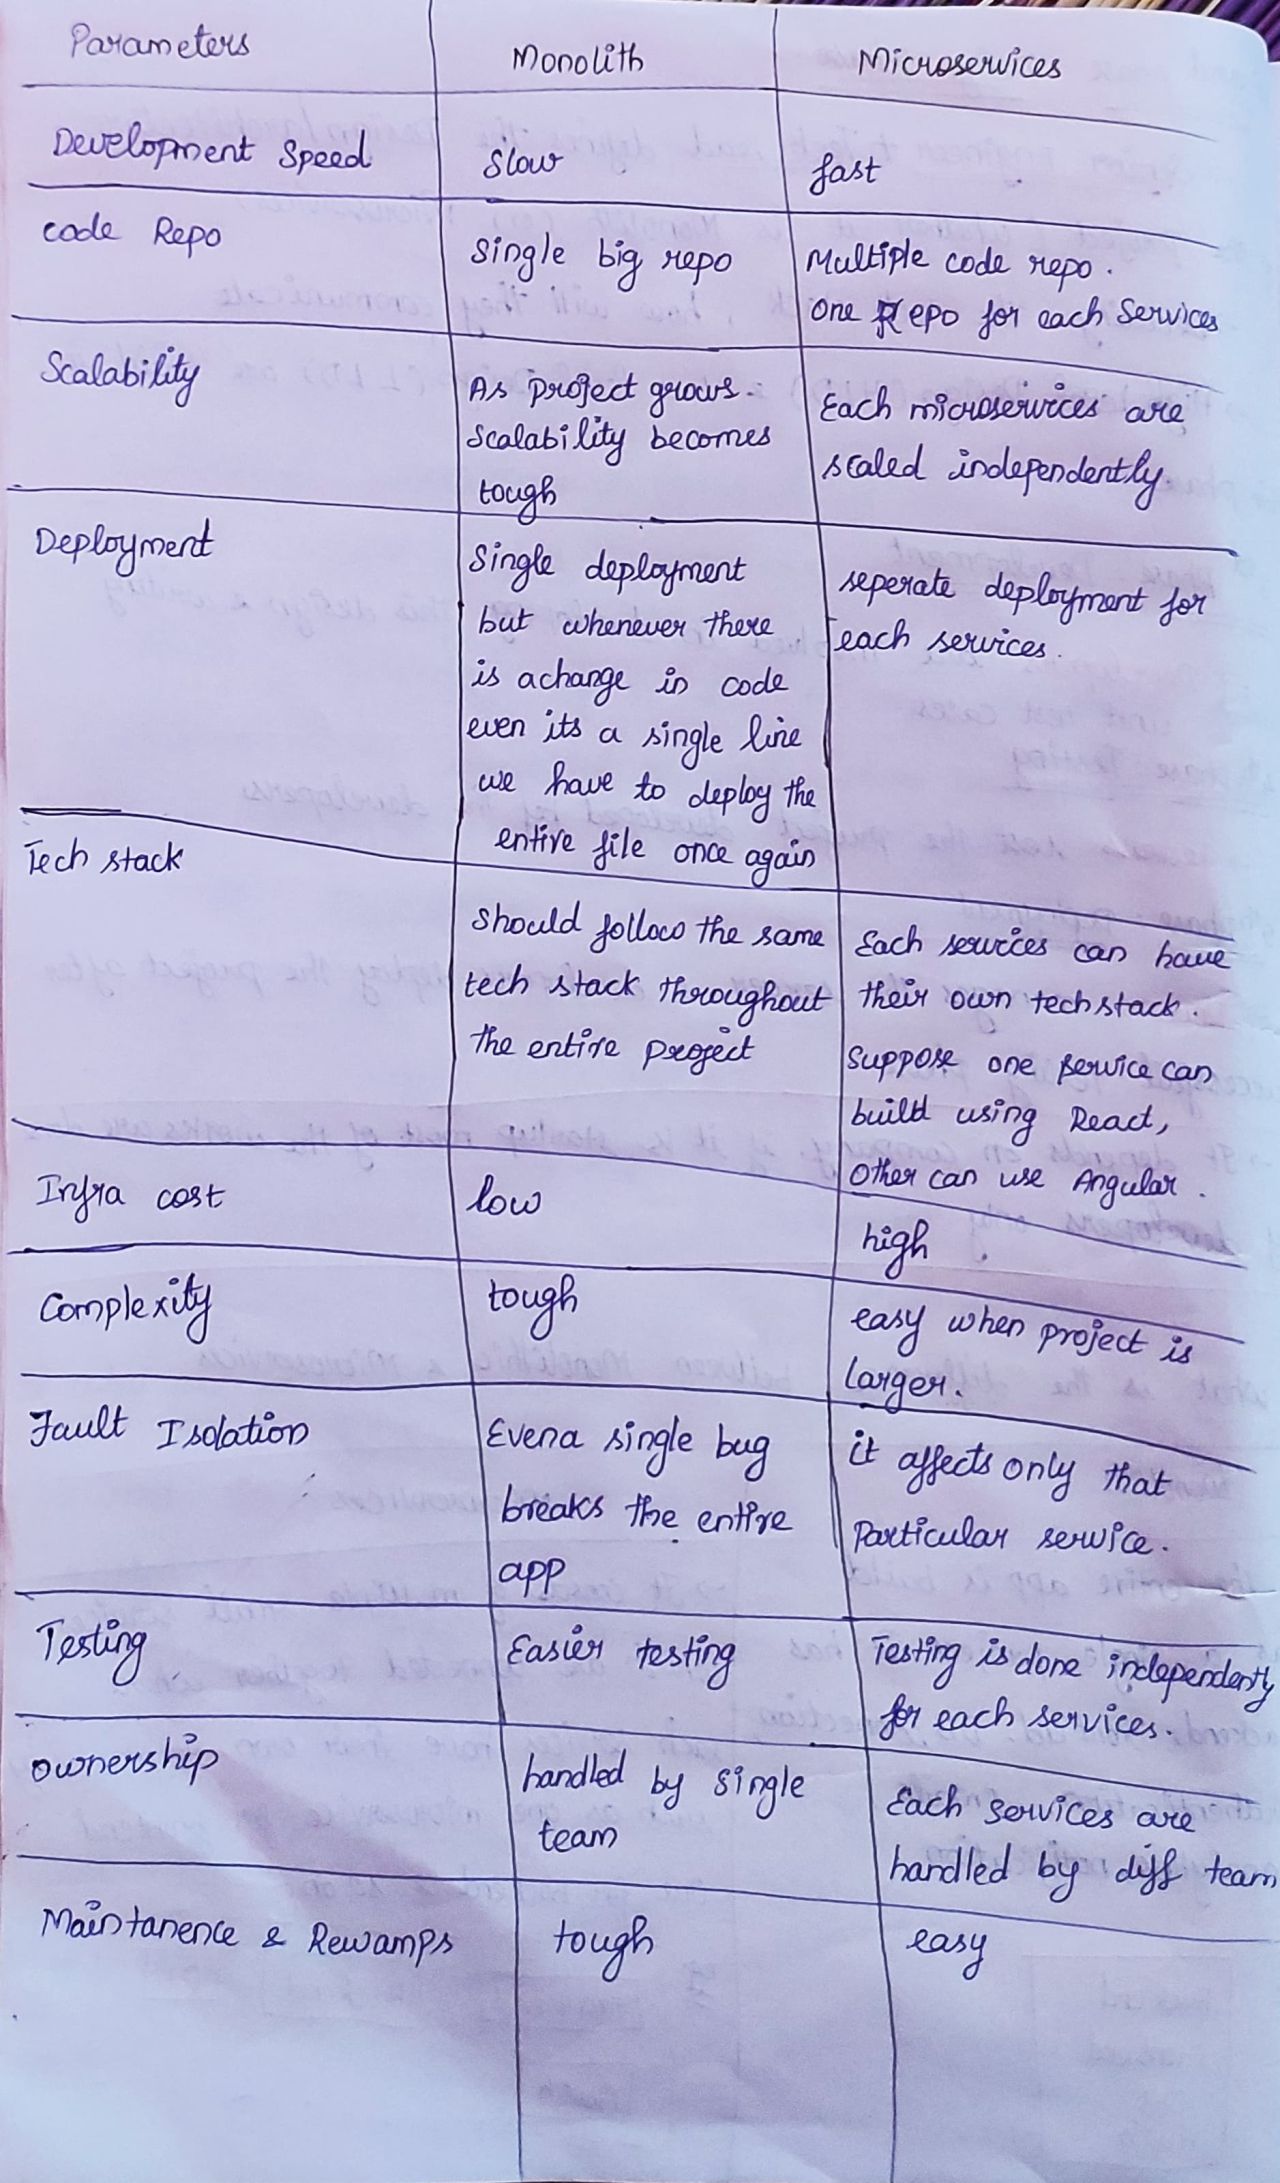 Parameters
Monolith
Microservices
Development Speed
slow
fast
code Repo
single big repo
Multiple code repo.
One Repo for each Services
Scalability
As project grows.
scalability becomes
tough
Each microservices are
scaled independently
Deployment
Single deployment
but whenever there
is a change in code
even its a single line
we have to deploy the
entire file once again
seperate deployment for
each services.
Tech stack
should follow the same
tech stack throughout
the entire project
Each services can have
their own tech stack.
suppose one service can
build using React,
Other can use Angular.
Infra cost
low
high
Complexity
tough
easy when project is
larger.
Fault Isolation
Even a single bug
breaks the entire
app
it affects only that
particular service.
Testing
Easier testing
Testing is done independently
for each services.
ownership
handled by single
team
Each services are
handled by diff team
Maintanence & Rewamps
tough
easy